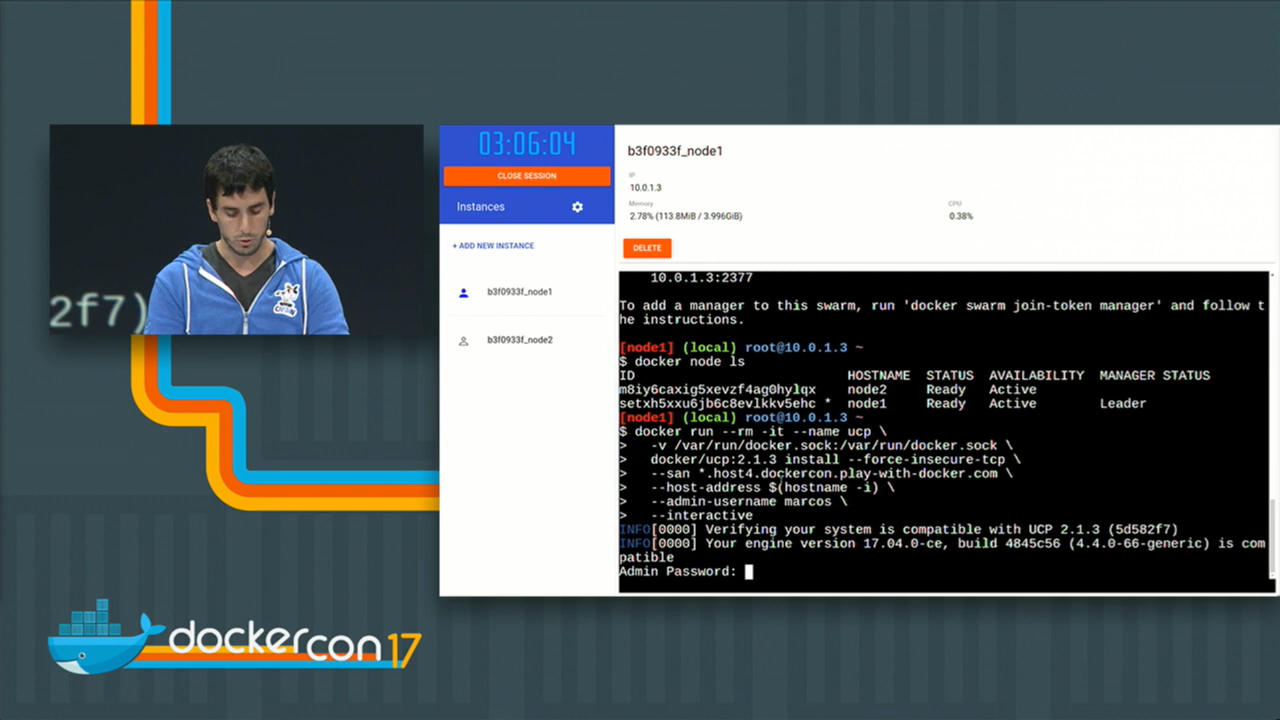 2f7)
03:06:04
CLOSE SESSION
Instances
+ ADD NEW INSTANCE
b3f0933f_node1
b3f0933f_node2
b3f0933f_node1
IP
10.0.1.3
Memory
2.78% (113.8MiB / 3.996GiB)
CPU
0.38%
DELETE
10.0.1.3:2377
To add a manager to this swarm, run 'docker swarm join-token manager' and follow t
he instructions.
[node1] (local) root@10.0.1.3 ~
$ docker node ls
ID HOSTNAME STATUS AVAILABILITY MANAGER STATUS
m8iy6caxig5xevzf4ag0hylqx node2 Ready Active
setxh5xxu6jb6c8evlkkv5ehc * node1 Ready Active Leader
[node1] (local) root@10.0.1.3 ~
$ docker run --rm -it --name ucp \
> -v /var/run/docker.sock:/var/run/docker.sock \
> docker/ucp:2.1.3 install --force-insecure-tcp \
> --san *.host4.dockercon.play-with-docker.com \
> --host-address $(hostname -i) \
> --admin-username marcos \
> --interactive
INFO[0000] Verifying your system is compatible with UCP 2.1.3 (5d582f7)
INFO[0000] Your engine version 17.04.0-ce, build 4845c56 (4.4.0-66-generic) is com
patible
Admin Password:
dockercon 17